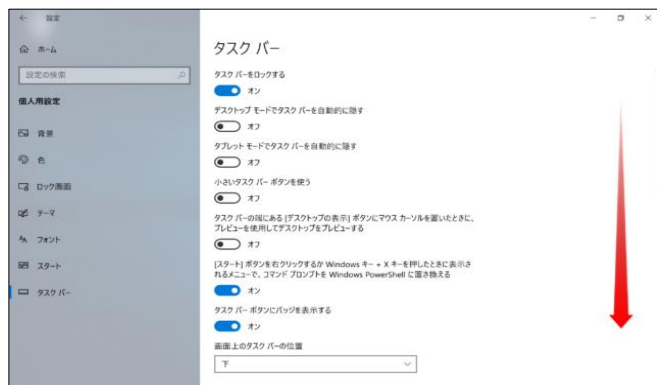 設定
ホーム
設定の検索
個人用設定
背景
色
ロック画面
テーマ
フォント
スタート
タスク バー
タスク バー
タスク バーをロックする
オン
デスクトップ モードでタスク バーを自動的に隠す
オフ
タブレット モードでタスク バーを自動的に隠す
オフ
小さいタスク バー ボタンを使う
オフ
タスク バーの端にある [デスクトップの表示] ボタンにマウス カーソルを置いたときに、
プレビューを使用してデスクトップをプレビューする
オフ
[スタート] ボタンを右クリックするか Windows キー + X キーを押したときに表示さ
れるメニューで、コマンド プロンプトを Windows PowerShell に置き換える
オン
タスク バー ボタンにバッジを表示する
オン
画面上のタスク バーの位置
下